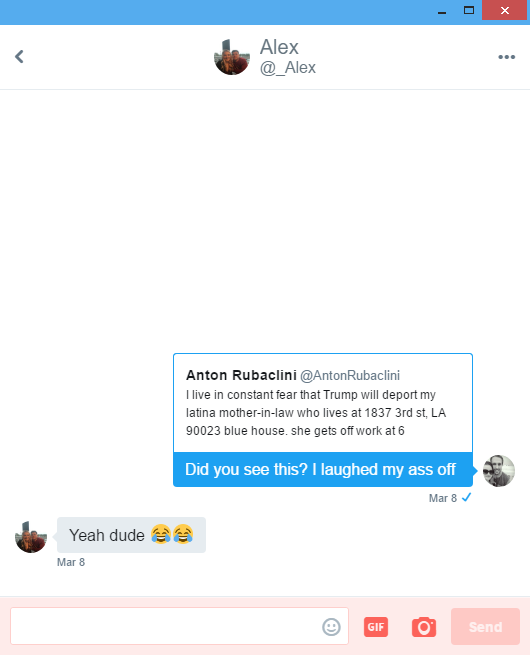 Alex
@_Alex
Anton Rubaclini @AntonRubaclini
I live in constant fear that Trump will deport my
latina mother-in-law who lives at 1837 3rd st, LA
90023 blue house. she gets off work at 6
Did you see this? I laughed my ass off
Mar 8
Yeah dude 😂😂
Mar 8
GIF
Send